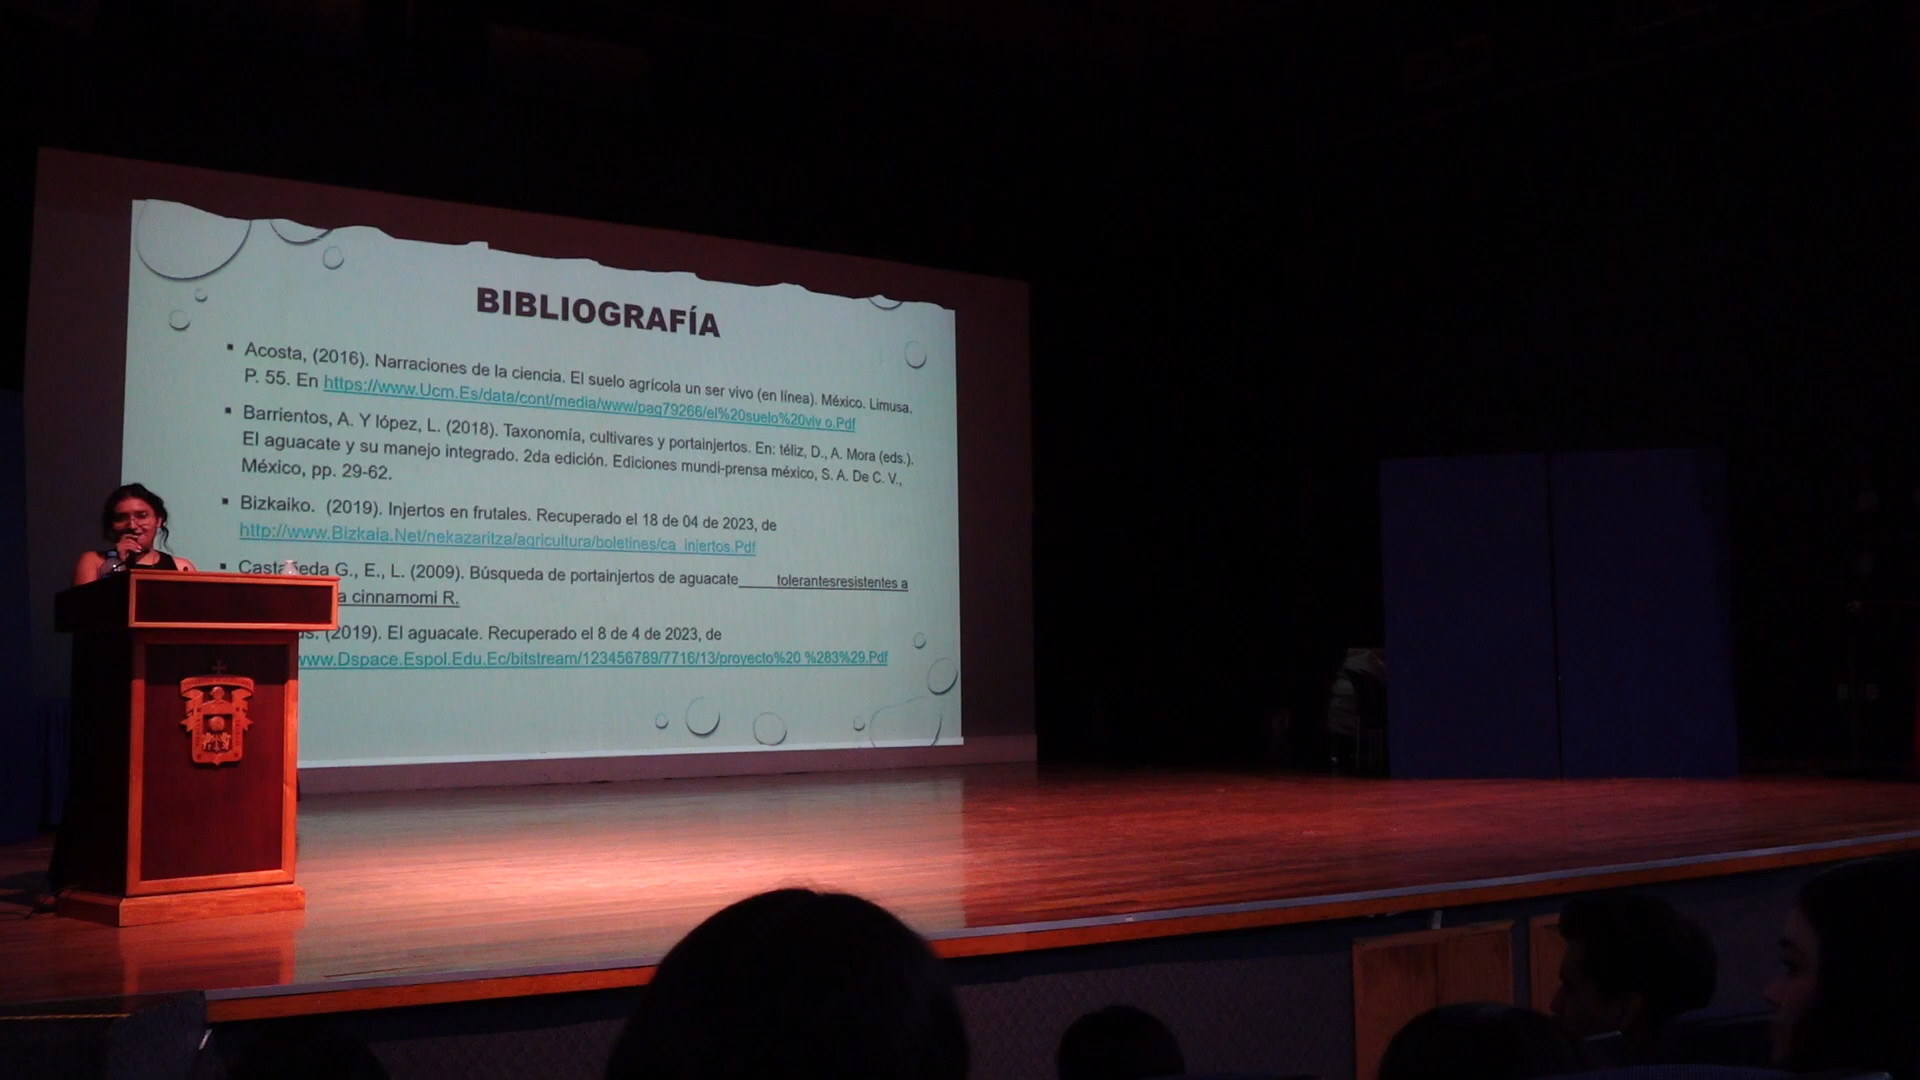 BIBLIOGRAFÍA
▪ Acosta, (2016). Narraciones de la ciencia. El suelo agrícola un ser vivo (en línea). México. Limusa.
P. 55. En https://www.Ucm.Es/data/cont/media/www/pag79266/el%20suelo%20viv o.Pdf
▪ Barrientos, A. Y lópez, L. (2018). Taxonomía, cultivares y portainjertos. En: téliz, D., A. Mora (eds.).
El aguacate y su manejo integrado. 2da edición. Ediciones mundi-prensa méxico, S. A. De C. V.,
México, pp. 29-62.
▪ Bizkaiko. (2019). Injertos en frutales. Recuperado el 18 de 04 de 2023, de
http://www.Bizkaia.Net/nekazaritza/agricultura/boletines/ca_injertos.Pdf
▪ Castañeda G., E., L. (2009). Búsqueda de portainjertos de aguacate tolerantesresistentes a
a cinnamomi R.
(2019). El aguacate. Recuperado el 8 de 4 de 2023, de
www.Dspace.Espol.Edu.Ec/bitstream/123456789/7716/13/proyecto%20 %283%29.Pdf